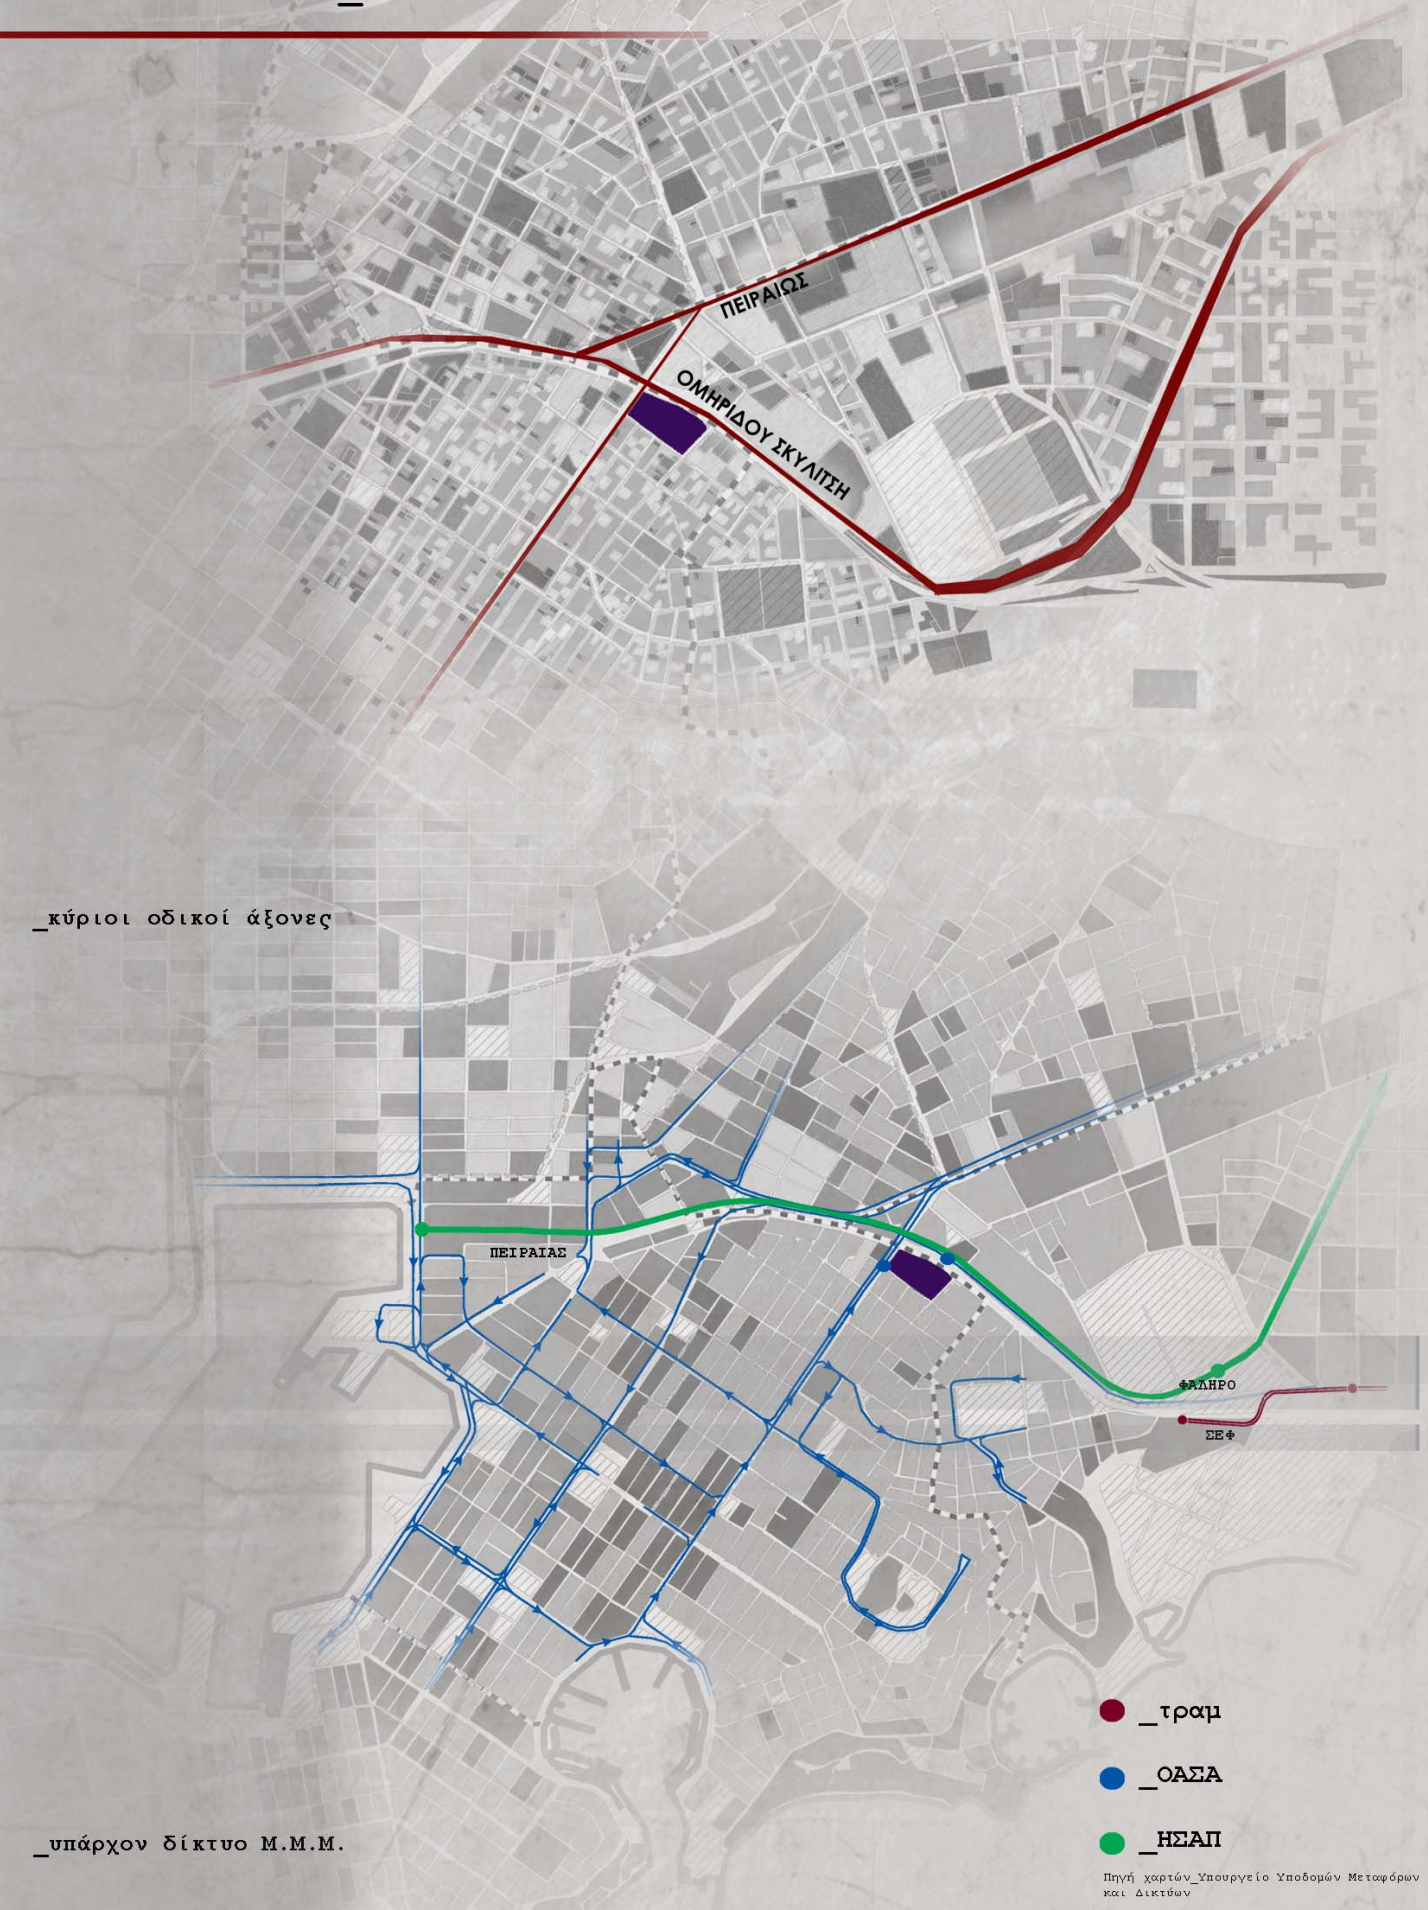 ΠΕΙΡΑΙΩΣ
ΟΜΗΡΙΔΟΥ ΣΚΥΛΙΤΣΗ
_κύριοι οδικοί άξονες
ΠΕΙΡΑΙΑΣ
ΦΑΛΗΡΟ
ΣΕΦ
_τραμ
_ΟΑΣΑ
_ΗΣΑΠ
_υπάρχον δίκτυο Μ.Μ.Μ.
Πηγή χαρτών_Υπουργείο Υποδομών Μεταφόρων
και Δικτύων